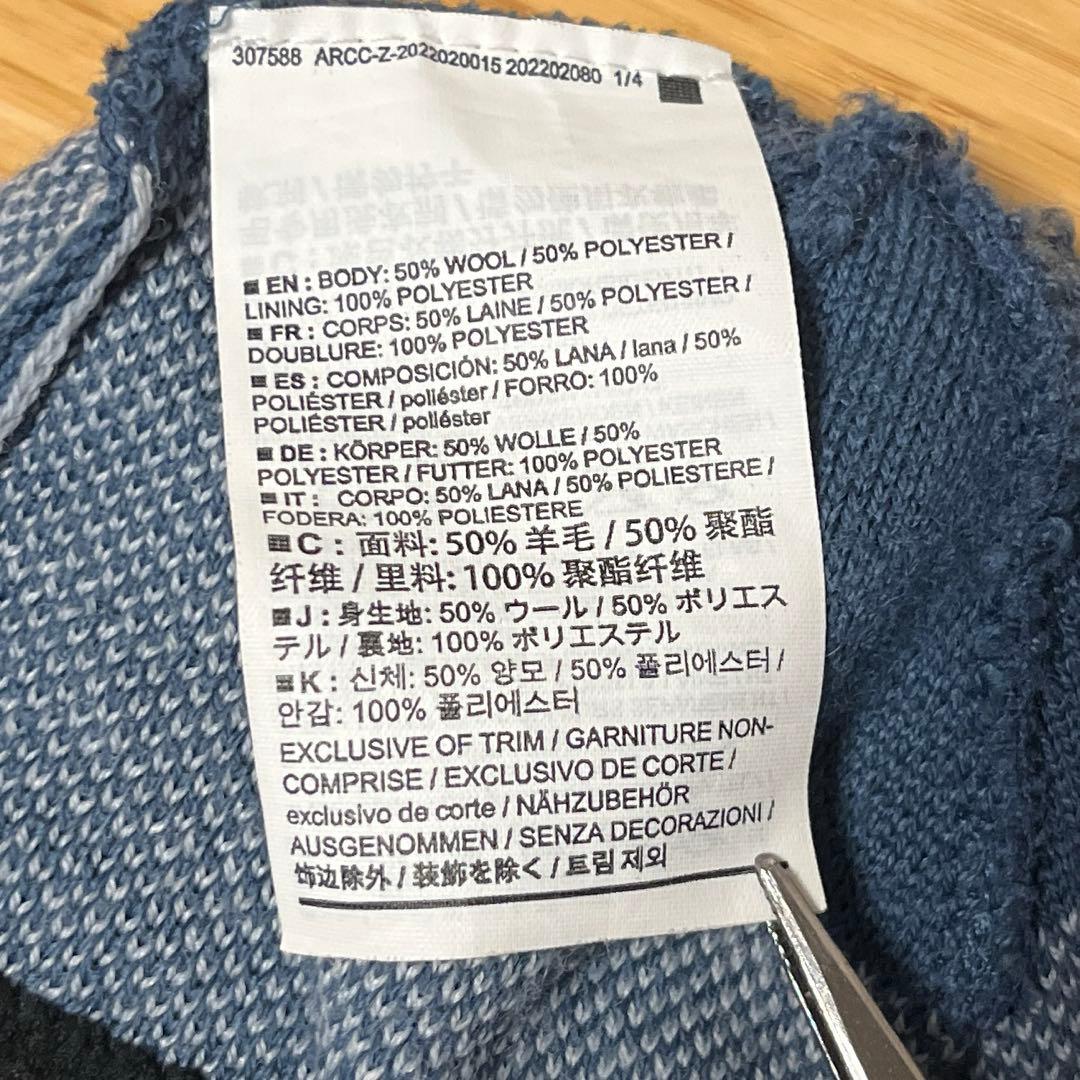 307588 ARCC-Z-2022020015 202202080 1/4
EN : BODY: 50% WOOL / 50% POLYESTER /
LINING: 100% POLYESTER
FR : CORPS: 50% LAINE / 50% POLYESTER /
DOUBLURE: 100% POLYESTER
ES : COMPOSICIÓN: 50% LANA / lana / 50%
POLIÉSTER / poliéster / FORRO: 100%
POLIÉSTER / poliéster
DE : KÖRPER: 50% WOLLE / 50%
POLYESTER / FUTTER: 100% POLYESTER
IT : CORPO: 50% LANA / 50% POLIESTERE /
FODERA: 100% POLIESTERE
C : 面料: 50% 羊毛 / 50% 聚酯
纤维 / 里料: 100% 聚酯纤维
J : 身生地: 50% ウール / 50% ポリエス
テル / 裏地: 100% ポリエステル
K : 신체: 50% 양모 / 50% 폴리에스터 /
안감: 100% 폴리에스터
EXCLUSIVE OF TRIM / GARNITURE NON-
COMPRISE / EXCLUSIVO DE CORTE /
exclusivo de corte / NÄHZUBEHÖR
AUSGENOMMEN / SENZA DECORAZIONI /
饰边除外 / 装飾を除く / 트림 제외